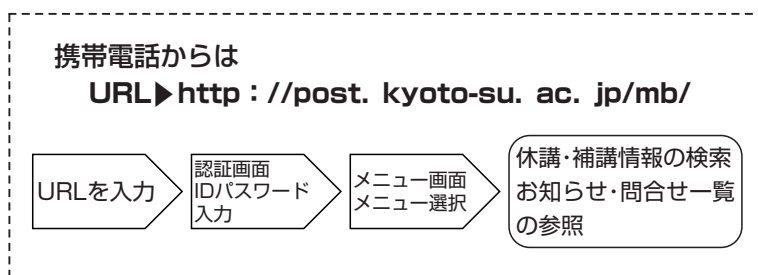 携帯電話からは
URL▶http：//post. kyoto-su. ac. jp/mb/
URLを入力
認証画面
IDパスワード
入力
メニュー画面
メニュー選択
休講・補講情報の検索
お知らせ・問合せ一覧
の参照